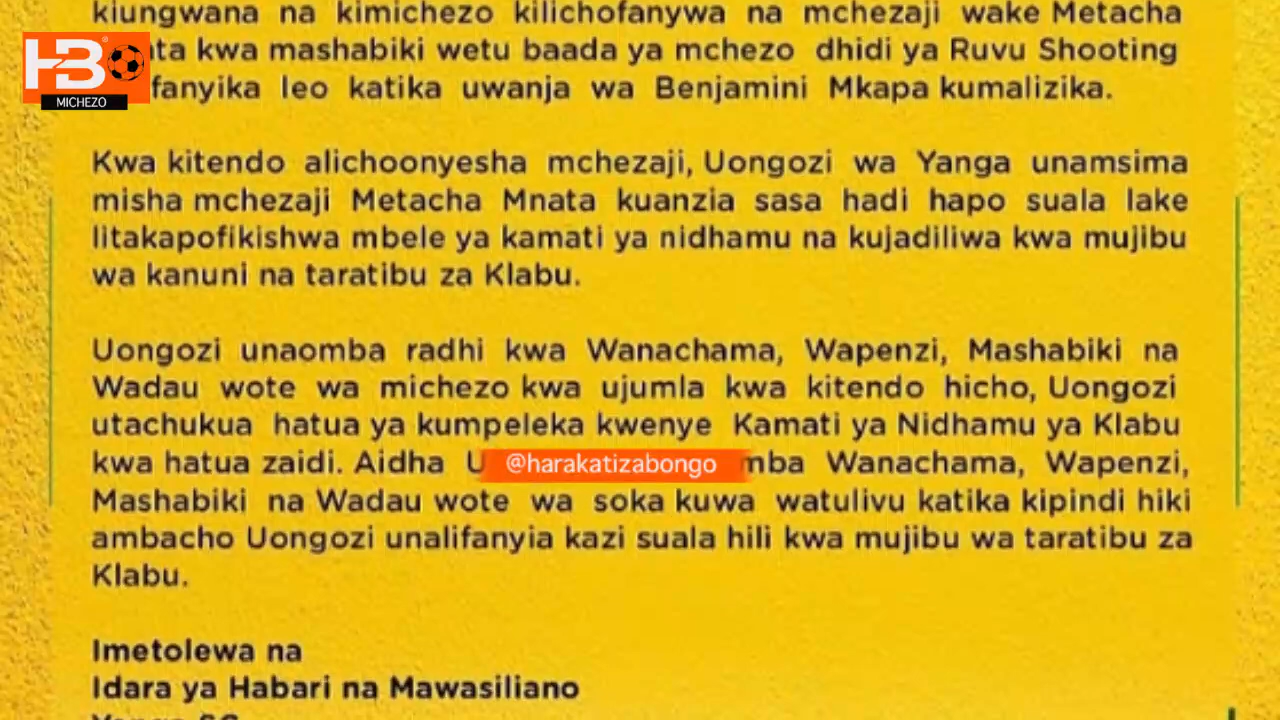 kiungwana na kimichezo kilichofanywa na mchezaji wake Metacha
HBO
MICHEZO
kwa mashabiki wetu baada ya mchezo dhidi ya Ruvu Shooting
leo katika uwanja wa Benjamini Mkapa kumalizika.
Kwa kitendo alichoonyesha mchezaji, Uongozi wa Yanga unamsima
misha mchezaji Metacha Mnata kuanzia sasa hadi hapo suala lake
litakapofikishwa mbele ya kamati ya nidhamu na kujadiliwa kwa mujibu
wa kanuni na taratibu za Klabu.
Uongozi unaomba radhi kwa Wanachama, Wapenzi, Mashabiki na
Wadau wote wa michezo kwa ujumla kwa kitendo hicho, Uongozi
utachukua hatua ya kumpeleka kwenye Kamati ya Nidhamu ya Klabu
kwa hatua zaidi. Aidha @harakatizabongo Wanachama, Wapenzi,
Mashabiki na Wadau wote wa soka kuwa watulivu katika kipindi hiki
ambacho Uongozi unalifanyia kazi suala hili kwa mujibu wa taratibu za
Klabu.
Imetolewa na
Idara ya Habari na Mawasiliano